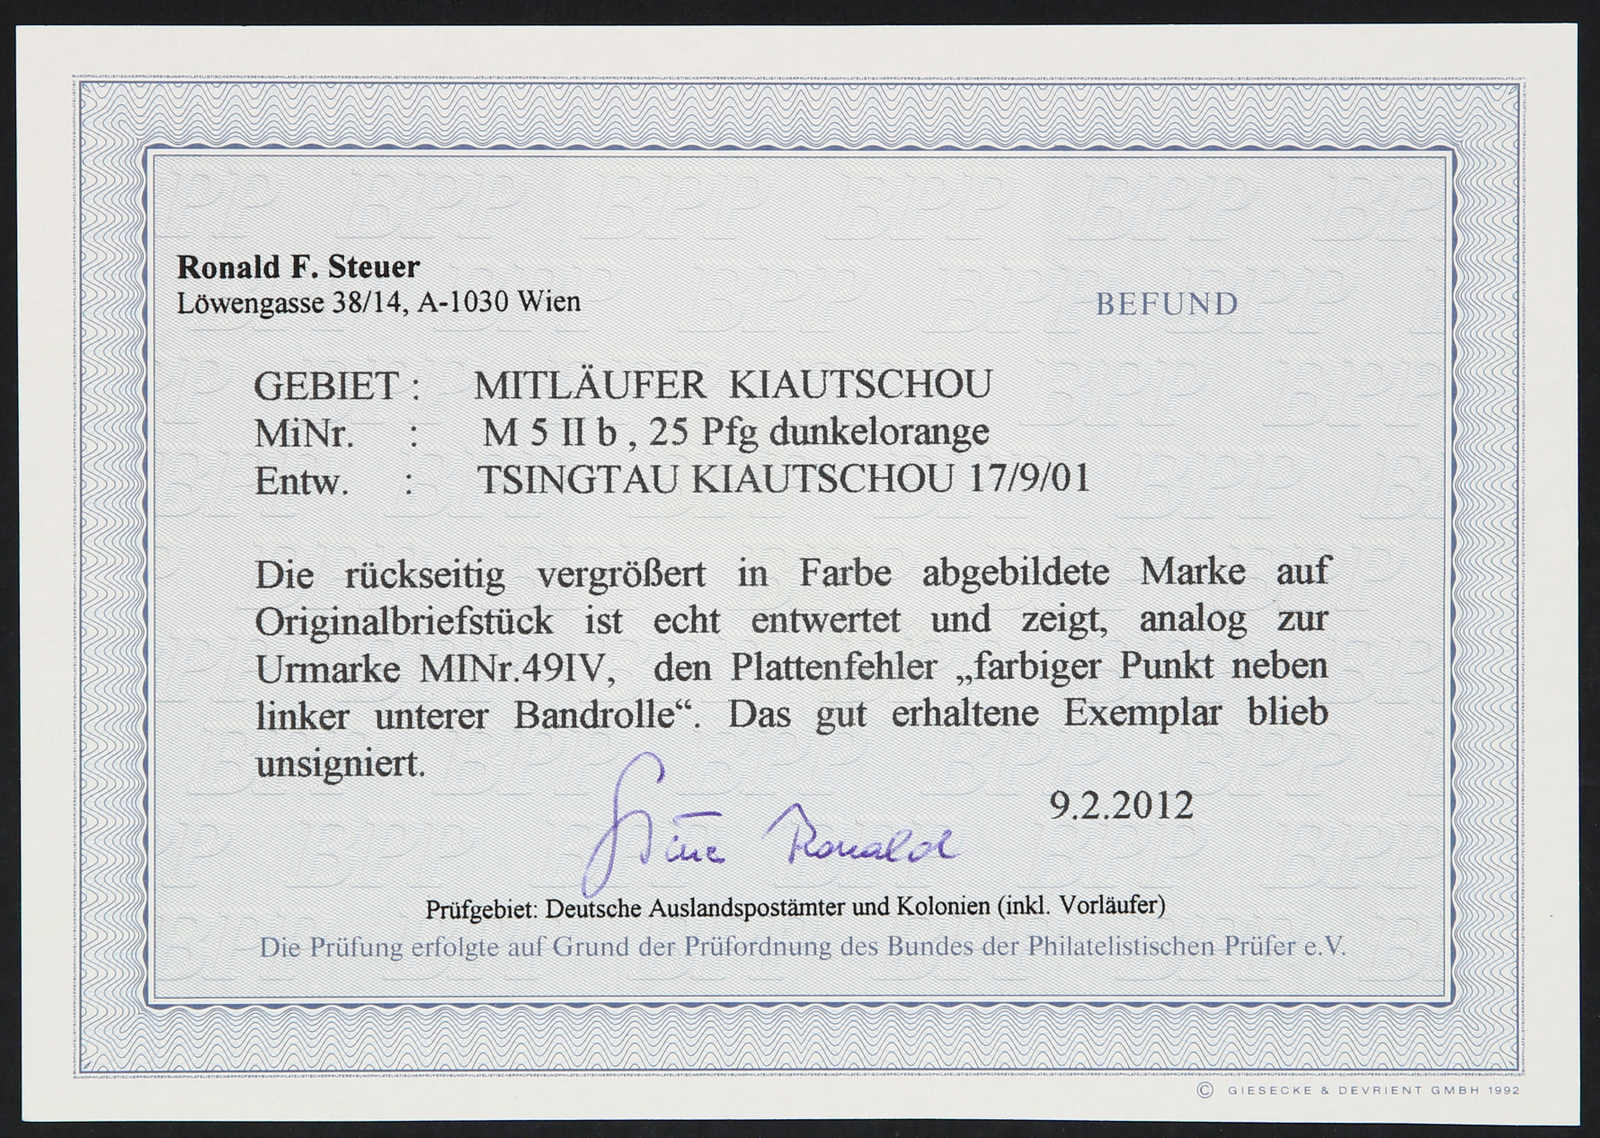 Ronald F. Steuer
Löwengasse 38/14, A-1030 Wien
BEFUND
GEBIET : MITLÄUFER KIAUTSCHOU
MiNr. : M 5 II b , 25 Pfg dunkelorange
Entw. : TSINGTAU KIAUTSCHOU 17/9/01
Die rückseitig vergrößert in Farbe abgebildete Marke auf
Originalbriefstück ist echt entwertet und zeigt, analog zur
Urmarke MINr.49IV, den Plattenfehler „farbiger Punkt neben
linker unterer Bandrolle“. Das gut erhaltene Exemplar blieb
unsigniert.
9.2.2012
Steuer Ronald
Prüfgebiet: Deutsche Auslandspostämter und Kolonien (inkl. Vorläufer)
Die Prüfung erfolgte auf Grund der Prüfordnung des Bundes der Philatelistischen Prüfer e.V.
© GIESECKE & DEVRIENT GMBH 1992